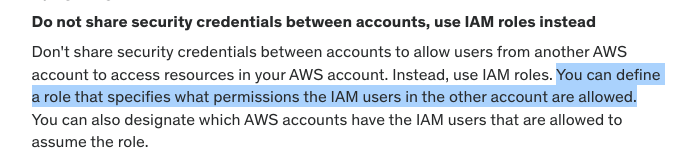 Do not share security credentials between accounts, use IAM roles instead
Don't share security credentials between accounts to allow users from another AWS
account to access resources in your AWS account. Instead, use IAM roles. You can define
a role that specifies what permissions the IAM users in the other account are allowed.
You can also designate which AWS accounts have the IAM users that are allowed to
assume the role.